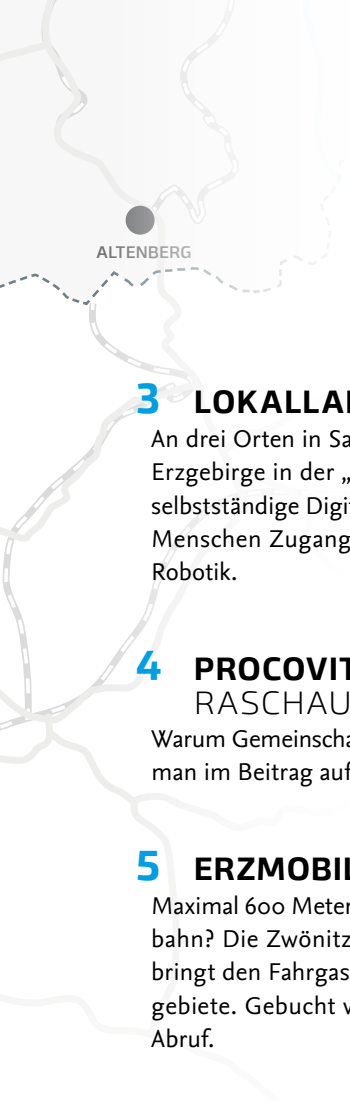 ALTENBERG
3 LOKALLA
An drei Orten in Sa
Erzgebirge in der „
selbstständige Digi
Menschen Zugang
Robotik.
4 PROCOVIT
RASCHAU
Warum Gemeinscha
man im Beitrag auf
5 ERZMOBIL
Maximal 600 Meter
bahn? Die Zwönitz
bringt den Fahrgas
gebiete. Gebucht
Abruf.